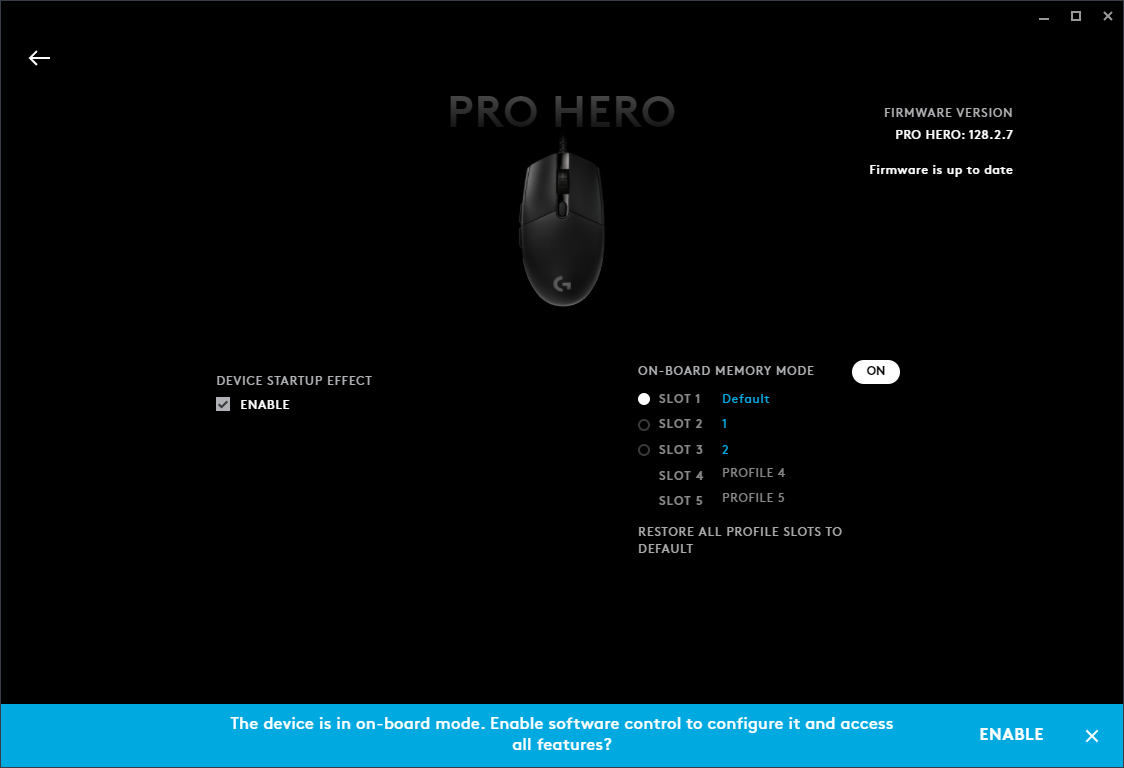 PRO HERO
FIRMWARE VERSION
PRO HERO: 128.2.7
Firmware is up to date
DEVICE STARTUP EFFECT
ENABLE
ON-BOARD MEMORY MODE ON
SLOT 1 Default
SLOT 2 1
SLOT 3 2
SLOT 4 PROFILE 4
SLOT 5 PROFILE 5
RESTORE ALL PROFILE SLOTS TO
DEFAULT
The device is in on-board mode. Enable software control to configure it and access
all features?
ENABLE